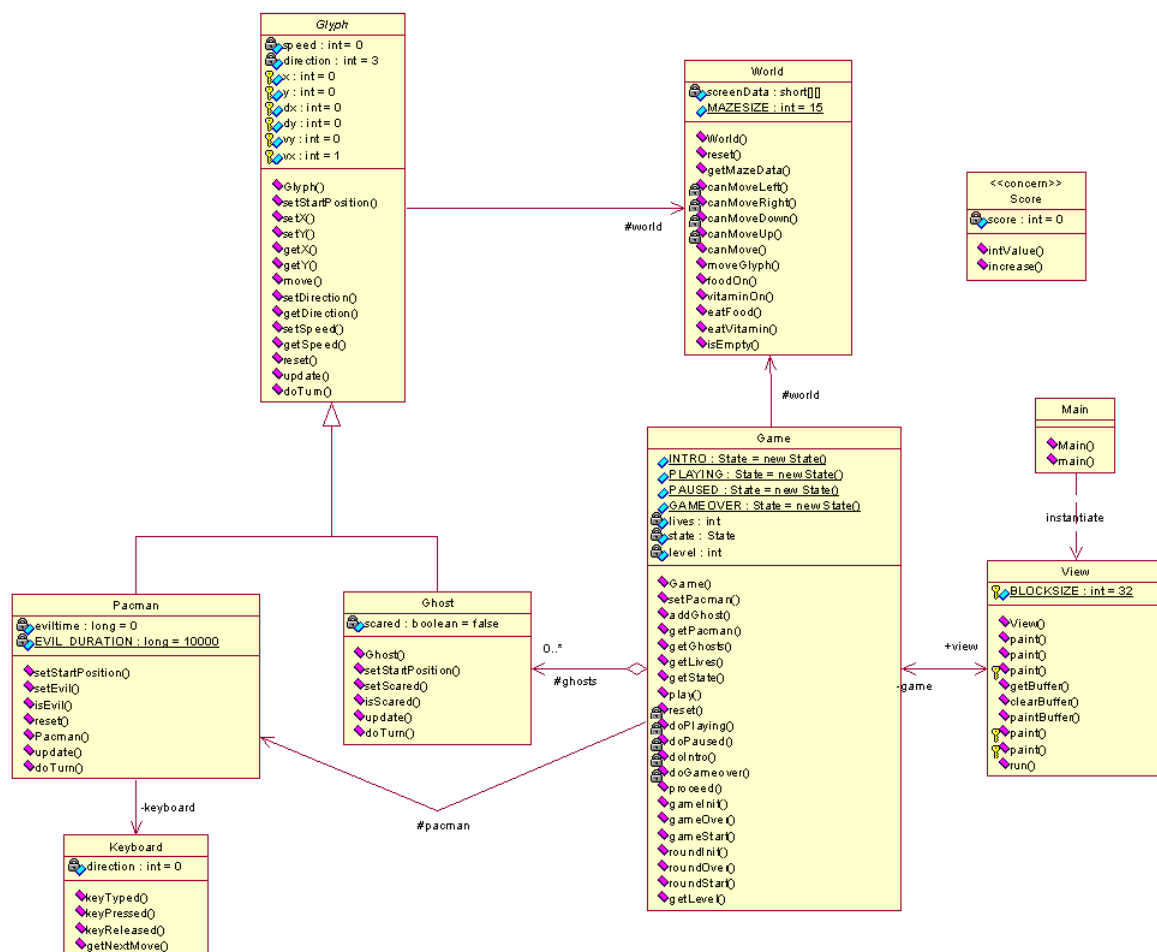 Glyph
speed : int = 0
direction : int = 3
x : int = 0
y : int = 0
dx : int = 0
dy : int = 0
vy : int = 0
vx : int = 1
Glyph()
setStartPosition()
setX()
setY()
getX()
getY()
move()
setDirection()
getDirection()
setSpeed()
getSpeed()
reset()
update()
doTurn()
#world
World
screenData : short[][]
MAZESIZE : int = 15
World()
reset()
getMazeData()
canMoveLeft()
canMoveRight()
canMoveDown()
canMoveUp()
canMove()
moveGlyph()
foodOn()
vitaminOn()
eatFood()
eatVitamin()
isEmpty()
<<concern>>
Score
score : int = 0
intValue()
increase()
#world
Main
Main()
main()
instantiate
Game
INTRO : State = new State()
PLAYING : State = new State()
PAUSED : State = new State()
GAMEOVER : State = new State()
lives : int
state : State
level : int
Game()
setPacman()
addGhost()
getPacman()
getGhosts()
getLives()
getState()
play()
reset()
doPlaying()
doPaused()
doIntro()
doGameover()
proceed()
gameInit()
gameOver()
gameStart()
roundInit()
roundOver()
roundStart()
getLevel()
+view
-game
View
BLOCKSIZE : int = 32
View()
paint()
paint()
paint()
getBuffer()
clearBuffer()
paintBuffer()
paint()
paint()
run()
Pacman
eviltime : long = 0
EVIL_DURATION : long = 10000
setStartPosition()
setEvil()
isEvil()
reset()
Pacman()
update()
doTurn()
Ghost
scared : boolean = false
Ghost()
setStartPosition()
setScared()
isScared()
update()
doTurn()
0..*
#ghosts
#pacman
-keyboard
Keyboard
direction : int = 0
keyTyped()
keyPressed()
keyReleased()
getNextMove()